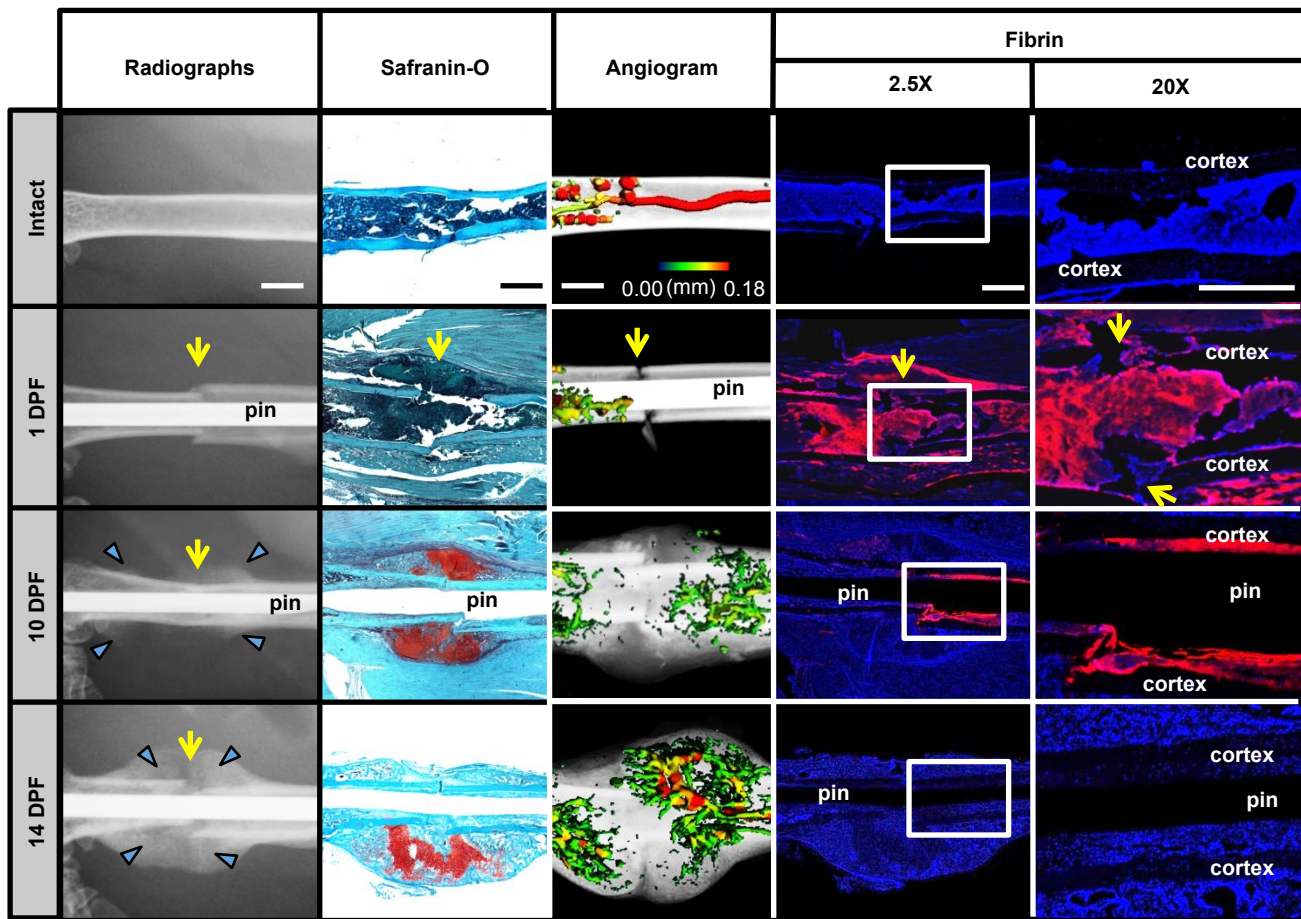 Radiographs
Safranin-O
Angiogram
Fibrin
2.5X
20X
Intact
0.00 (mm) 0.18
cortex
cortex
1 DPF
pin
pin
cortex
cortex
10 DPF
pin
pin
pin
cortex
pin
cortex
14 DPF
pin
cortex
pin
cortex